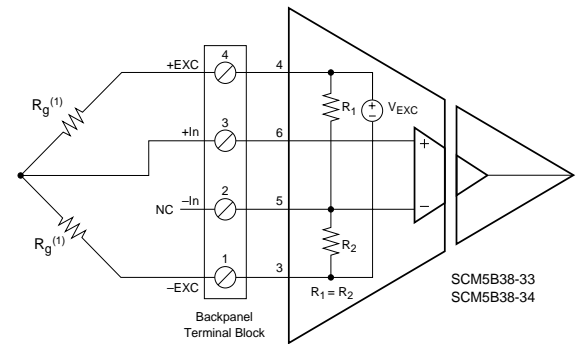 +EXC
4
4
Rg(1)
R1
+
−
VEXC
+In
3
6
+
NC
−In
2
5
−
Rg(1)
R2
1
3
−EXC
R1 = R2
SCM5B38-33
SCM5B38-34
Backpanel
Terminal Block